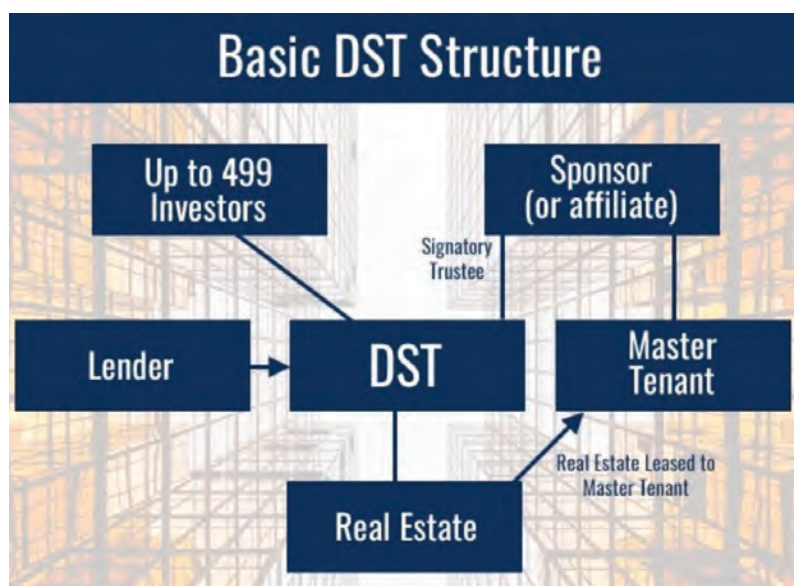 Basic DST Structure
Up to 499
Investors
Sponsor
(or affiliate)
Signatory
Trustee
Lender
DST
Master
Tenant
Real Estate Leased to
Master Tenant
Real Estate